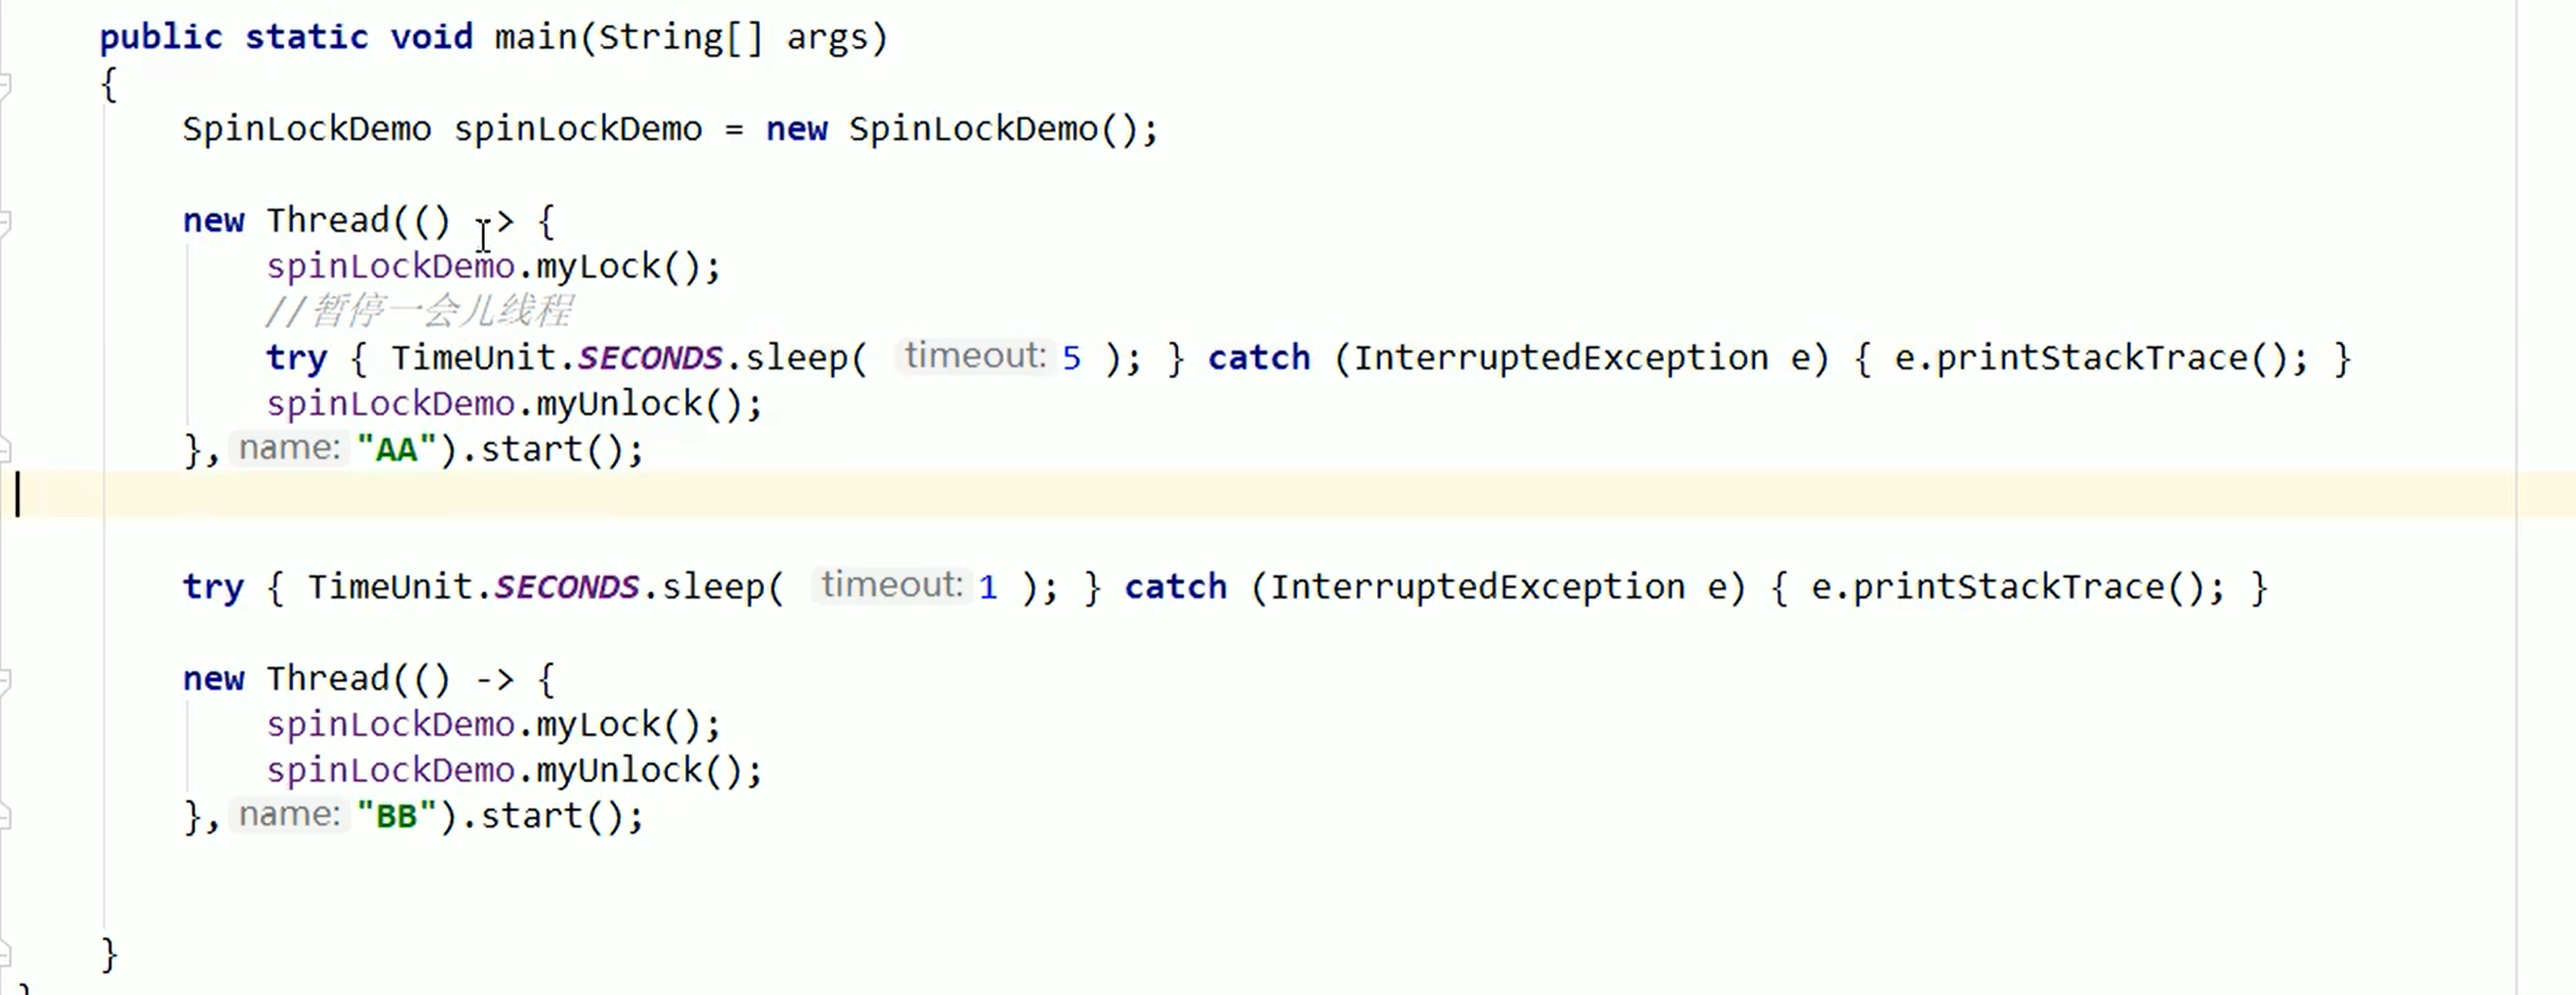 public static void main(String[] args)
{
SpinLockDemo spinLockDemo = new SpinLockDemo();
new Thread(() -> {
spinLockDemo.myLock();
//暂停一会儿线程
try { TimeUnit.SECONDS.sleep( timeout: 5 ); } catch (InterruptedException e) { e.printStackTrace(); }
spinLockDemo.myUnlock();
}, name: "AA").start();
try { TimeUnit.SECONDS.sleep( timeout: 1 ); } catch (InterruptedException e) { e.printStackTrace(); }
new Thread(() -> {
spinLockDemo.myLock();
spinLockDemo.myUnlock();
}, name: "BB").start();
}
}